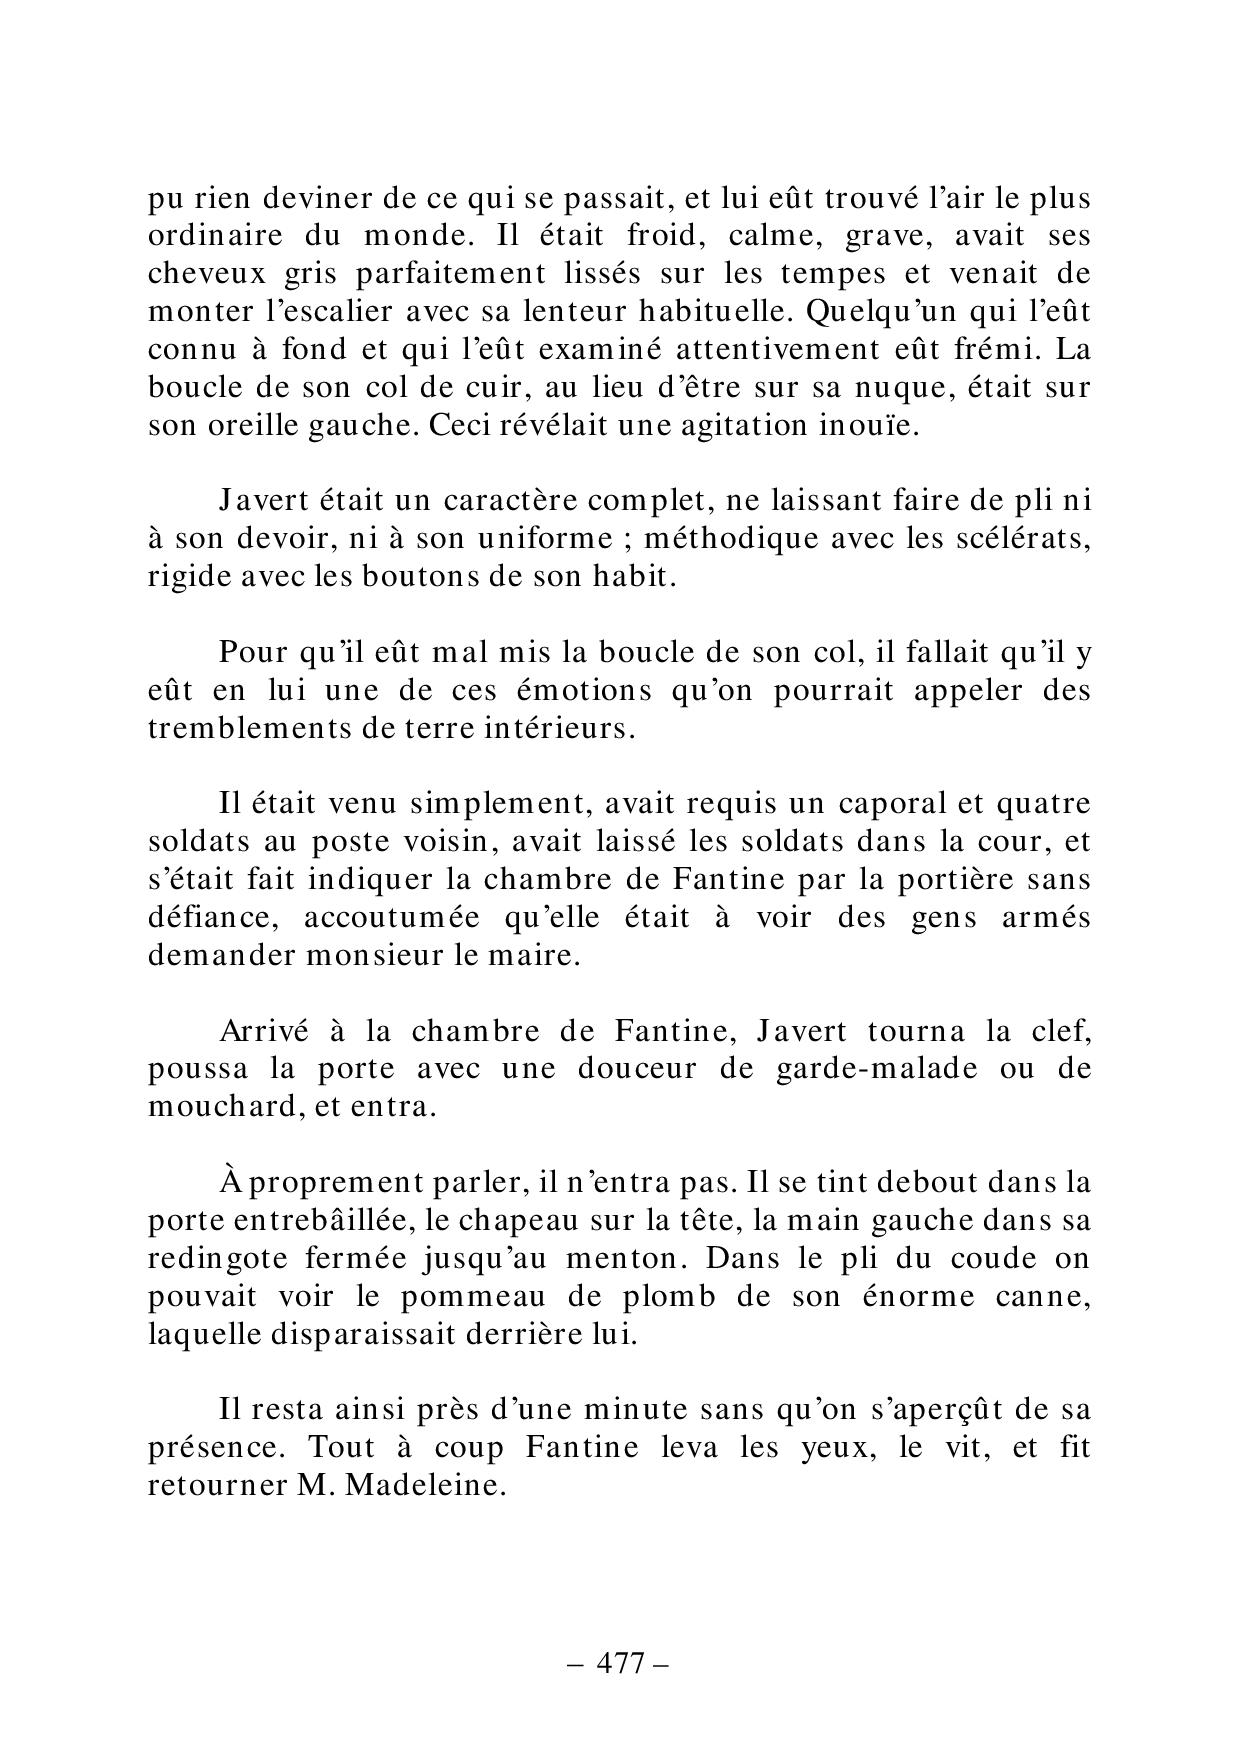 pu rien deviner de ce qui se passait, et lui eût trouvé l’air le plus
ordinaire du monde. Il était froid, calme, grave, avait ses
cheveux gris parfaitement lissés sur les tempes et venait de
monter l’escalier avec sa lenteur habituelle. Quelqu’un qui l’eût
connu à fond et qui l’eût examiné attentivement eût frémi. La
boucle de son col de cuir, au lieu d’être sur sa nuque, était sur
son oreille gauche. Ceci révélait une agitation inouïe.
Javert était un caractère complet, ne laissant faire de pli ni
à son devoir, ni à son uniforme ; méthodique avec les scélérats,
rigide avec les boutons de son habit.
Pour qu’il eût mal mis la boucle de son col, il fallait qu’il y
eût en lui une de ces émotions qu’on pourrait appeler des
tremblements de terre intérieurs.
Il était venu simplement, avait requis un caporal et quatre
soldats au poste voisin, avait laissé les soldats dans la cour, et
s’était fait indiquer la chambre de Fantine par la portière sans
défiance, accoutumée qu’elle était à voir des gens armés
demander monsieur le maire.
Arrivé à la chambre de Fantine, Javert tourna la clef,
poussa la porte avec une douceur de garde-malade ou de
mouchard, et entra.
À proprement parler, il n’entra pas. Il se tint debout dans la
porte entrebâillée, le chapeau sur la tête, la main gauche dans sa
redingote fermée jusqu’au menton. Dans le pli du coude on
pouvait voir le pommeau de plomb de son énorme canne,
laquelle disparaissait derrière lui.
Il resta ainsi près d’une minute sans qu’on s’aperçût de sa
présence. Tout à coup Fantine leva les yeux, le vit, et fit
retourner M. Madeleine.
– 477 –